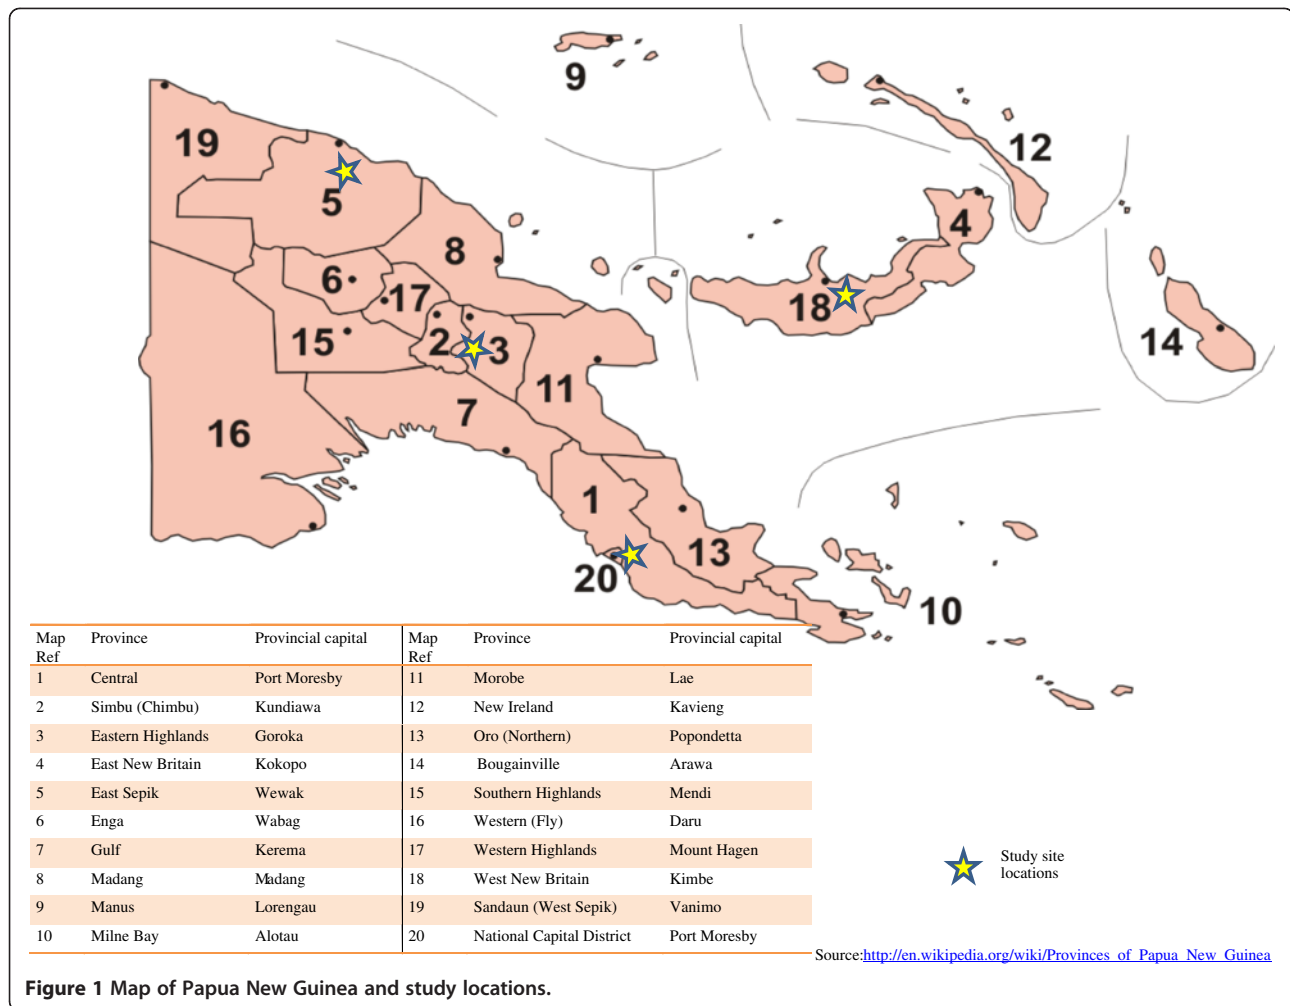 9
12
19
5
4
8
6
17
18
15
2
3
14
11
7
16
1
13
20
10
Map Ref Province Provincial capital Map Ref Province Provincial capital
1 Central Port Moresby 11 Morobe Lae
2 Simbu (Chimbu) Kundiawa 12 New Ireland Kavieng
3 Eastern Highlands Goroka 13 Oro (Northern) Popondetta
4 East New Britain Kokopo 14 Bougainville Arawa
5 East Sepik Wewak 15 Southern Highlands Mendi
6 Enga Wabag 16 Western (Fly) Daru
7 Gulf Kerema 17 Western Highlands Mount Hagen
8 Madang Madang 18 West New Britain Kimbe
9 Manus Lorengau 19 Sandaun (West Sepik) Vanimo
10 Milne Bay Alotau 20 National Capital District Port Moresby
Study site
locations
Source:http://en.wikipedia.org/wiki/Provinces_of_Papua_New_Guinea
Figure 1 Map of Papua New Guinea and study locations.